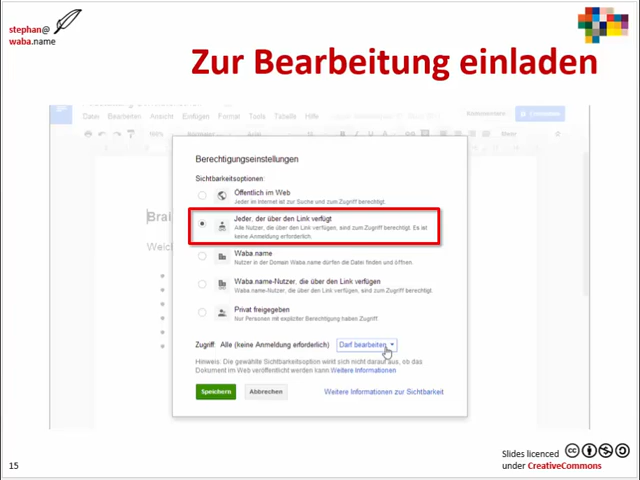 stephan@
waba.name
Zur Bearbeitung einladen
Datei Bearbeiten Ansicht Einfügen Format Tools Tabelle Hilfe
Berechtigungseinstellungen
Sichtbarkeitsoptionen:
Öffentlich im Web
Jeder im Internet ist zur Suche und zum Zugriff berechtigt.
Jeder, der über den Link verfügt
Alle Nutzer, die über den Link verfügen, sind zum Zugriff berechtigt. Es ist
keine Anmeldung erforderlich.
Waba.name
Nutzer in der Domain Waba.name dürfen die Datei finden und öffnen.
Waba.name-Nutzer, die über den Link verfügen
Waba.name-Nutzer, die über den Link verfügen, sind zum Zugriff berechtigt.
Privat freigegeben
Nur Personen mit expliziter Berechtigung haben Zugriff.
Zugriff: Alle (keine Anmeldung erforderlich) Darf bearbeiten
Hinweis: Die gewählte Sichtbarkeitsoption wirkt sich nicht darauf aus, ob das
Dokument im Web veröffentlicht werden kann. Weitere Informationen
Speichern Abbrechen Weitere Informationen zur Sichtbarkeit
15
Slides licenced
under CreativeCommons